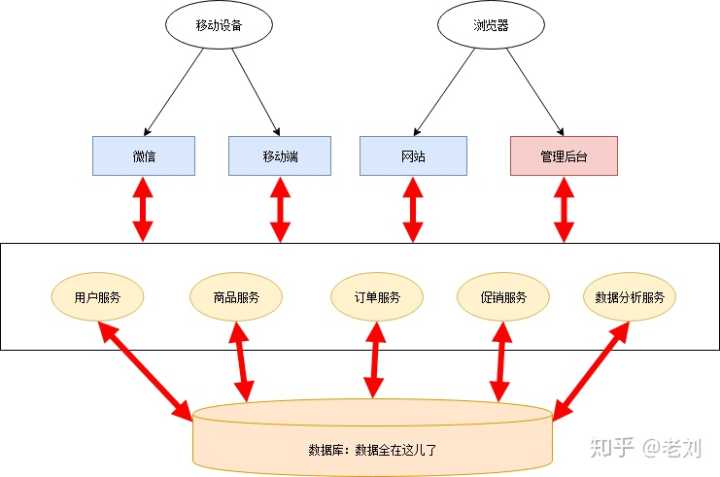 移动设备
浏览器
微信
移动端
网站
管理后台
用户服务
商品服务
订单服务
促销服务
数据分析服务
数据库：数据全在这儿了
知乎 @老刘